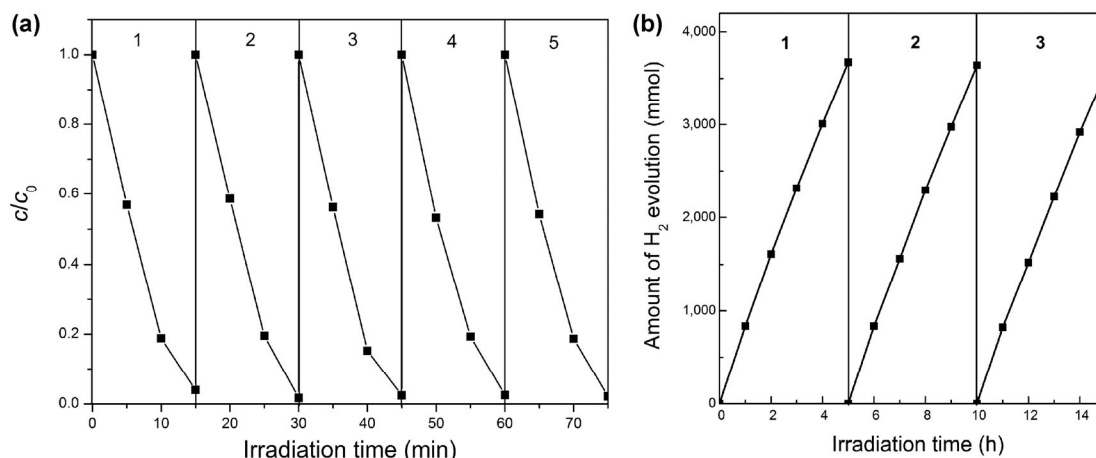 (a)
1 2 3 4 5
1.0
0.8
0.6
0.4
0.2
0.0
c/c0
0 10 20 30 40 50 60 70
Irradiation time (min)
(b)
1 2 3
4,000
3,000
2,000
1,000
0
Amount of H2 evolution (mmol)
0 2 4 6 8 10 12 14
Irradiation time (h)